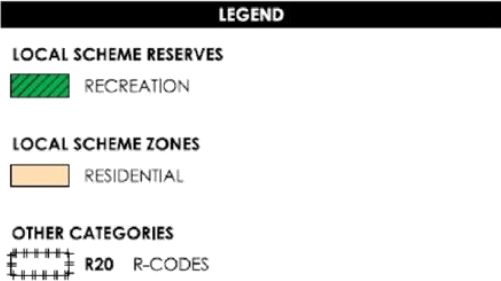 LEGEND
LOCAL SCHEME RESERVES
RECREATION
LOCAL SCHEME ZONES
RESIDENTIAL
OTHER CATEGORIES
R20 R-CODES